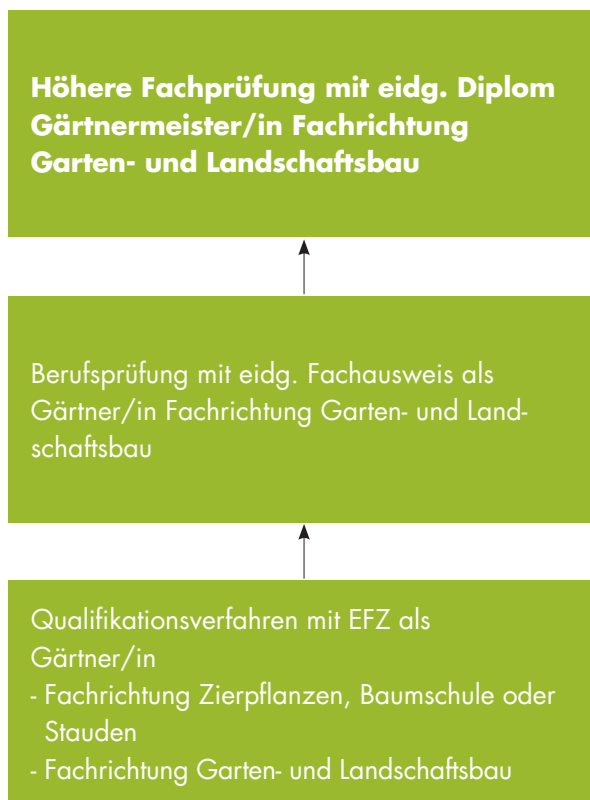 Höhere Fachprüfung mit eidg. Diplom
Gärtnermeister/in Fachrichtung
Garten- und Landschaftsbau
Berufsprüfung mit eidg. Fachausweis als
Gärtner/in Fachrichtung Garten- und Land-
schaftsbau
Qualifikationsverfahren mit EFZ als
Gärtner/in
- Fachrichtung Zierpflanzen, Baumschule oder
Stauden
- Fachrichtung Garten- und Landschaftsbau